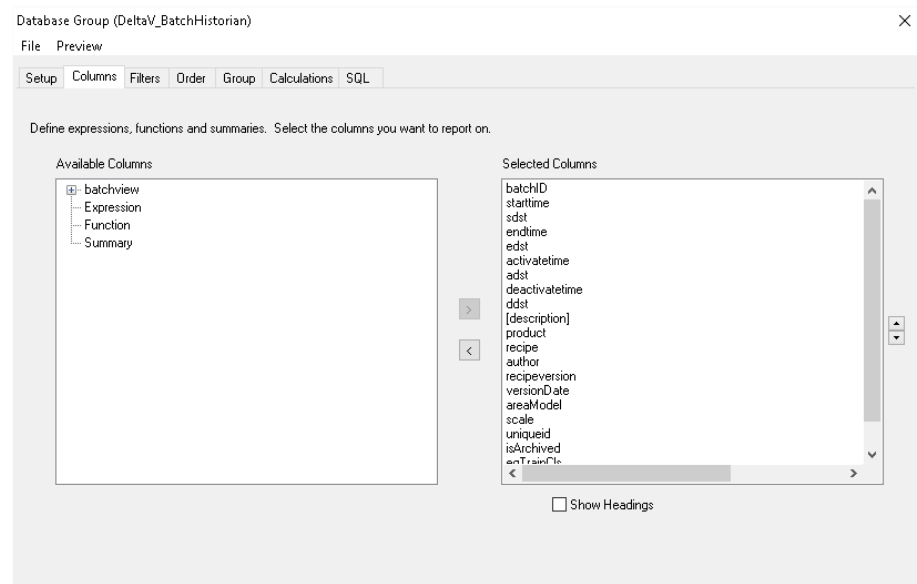 Database Group (DeltaV_BatchHistorian)
File Preview
Setup Columns Filters Order Group Calculations SQL
Define expressions, functions and summaries. Select the columns you want to report on.
Available Columns
batchview
Expression
Function
Summary
Selected Columns
batchID
starttime
sdst
endtime
edst
activatetime
adst
deactivatetime
ddst
[description]
product
recipe
author
recipeversion
versionDate
areaModel
scale
uniqueid
isArchived
eqTrainCls
Show Headings